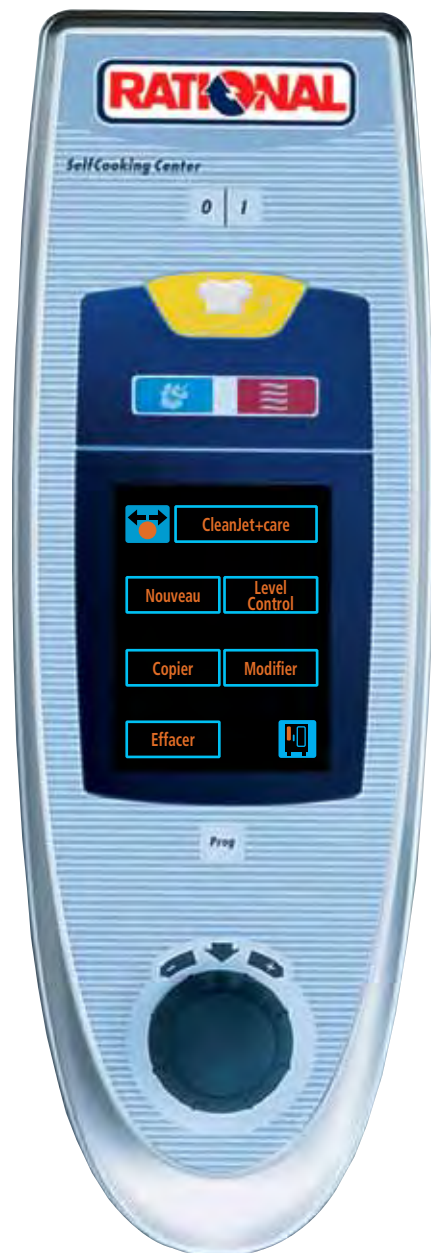 RATIONAL
SelfCooking Center
0 | 1
CleanJet+care
Nouveau
Level
Control
Copier
Modifier
Effacer
Prog
- +